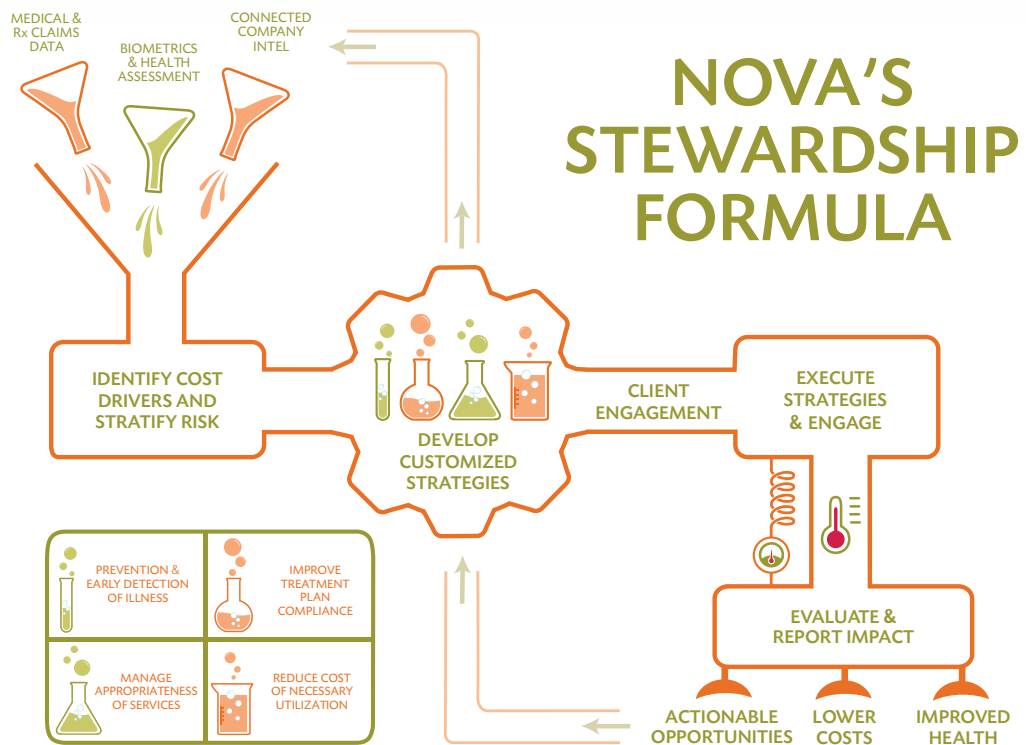 MEDICAL &
Rx CLAIMS
DATA
BIOMETRICS
& HEALTH
ASSESSMENT
CONNECTED
COMPANY
INTEL
NOVA'S
STEWARDSHIP
FORMULA
IDENTIFY COST
DRIVERS AND
STRATIFY RISK
DEVELOP
CUSTOMIZED
STRATEGIES
CLIENT
ENGAGEMENT
EXECUTE
STRATEGIES
& ENGAGE
PREVENTION &
EARLY DETECTION
OF ILLNESS
IMPROVE
TREATMENT
PLAN
COMPLIANCE
MANAGE
APPROPRIATENESS
OF SERVICES
REDUCE COST
OF NECESSARY
UTILIZATION
EVALUATE &
REPORT IMPACT
ACTIONABLE
OPPORTUNITIES
LOWER
COSTS
IMPROVED
HEALTH